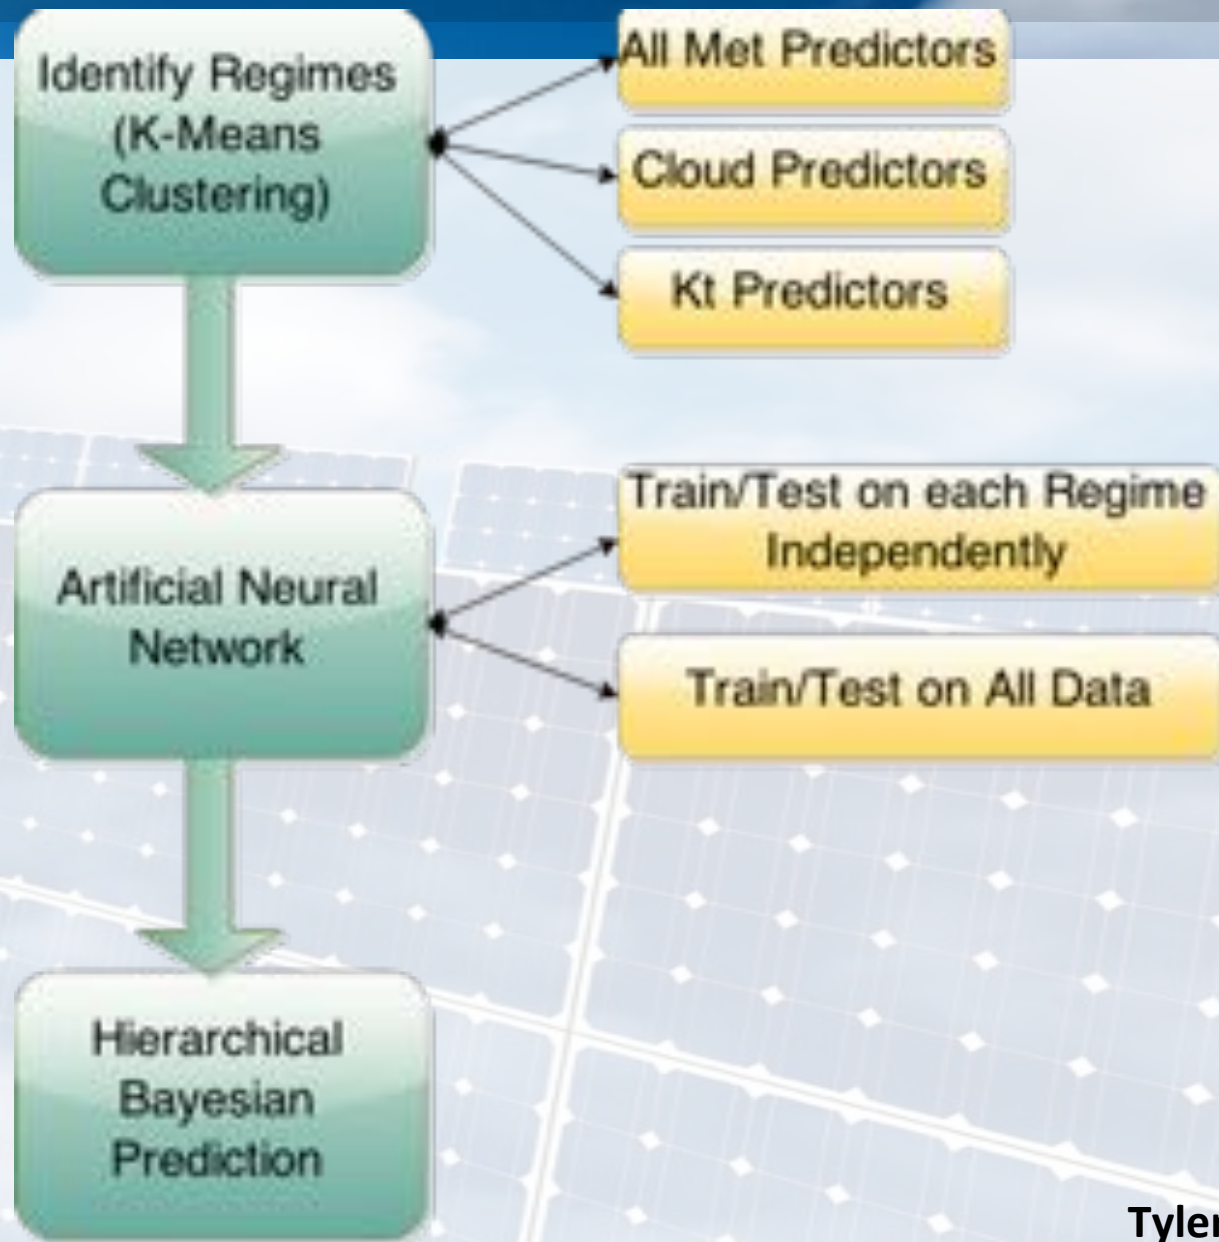 Identify Regimes
(K-Means
Clustering)
All Met Predictors
Cloud Predictors
Kt Predictors
Artificial Neural
Network
Train/Test on each Regime
Independently
Train/Test on All Data
Hierarchical
Bayesian
Prediction
Tyler